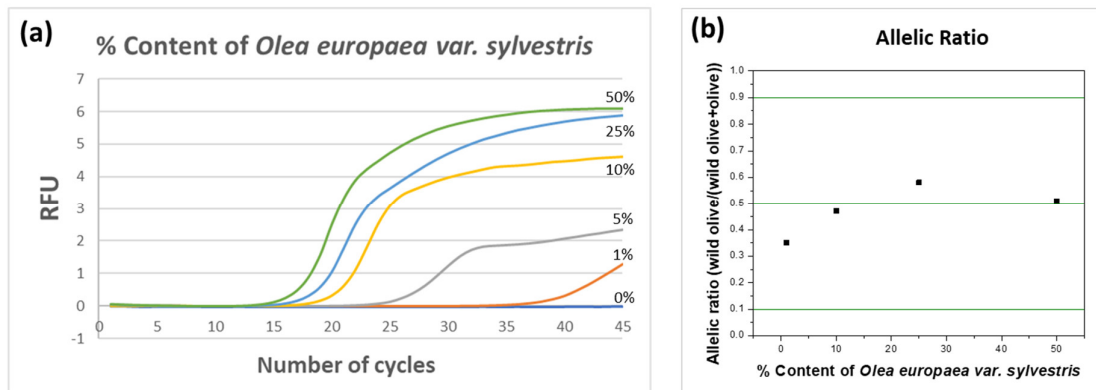 (a)
% Content of Olea europaea var. sylvestris
7
6
5
4
3
2
1
0
-1
RFU
0 5 10 15 20 25 30 35 40 45
Number of cycles
50%
25%
10%
5%
1%
0%
(b)
Allelic Ratio
1.0
0.9
0.8
0.7
0.6
0.5
0.4
0.3
0.2
0.1
0.0
Allelic ratio (wild olive/(wild olive+olive))
0 10 20 30 40 50
% Content of Olea europaea var. sylvestris